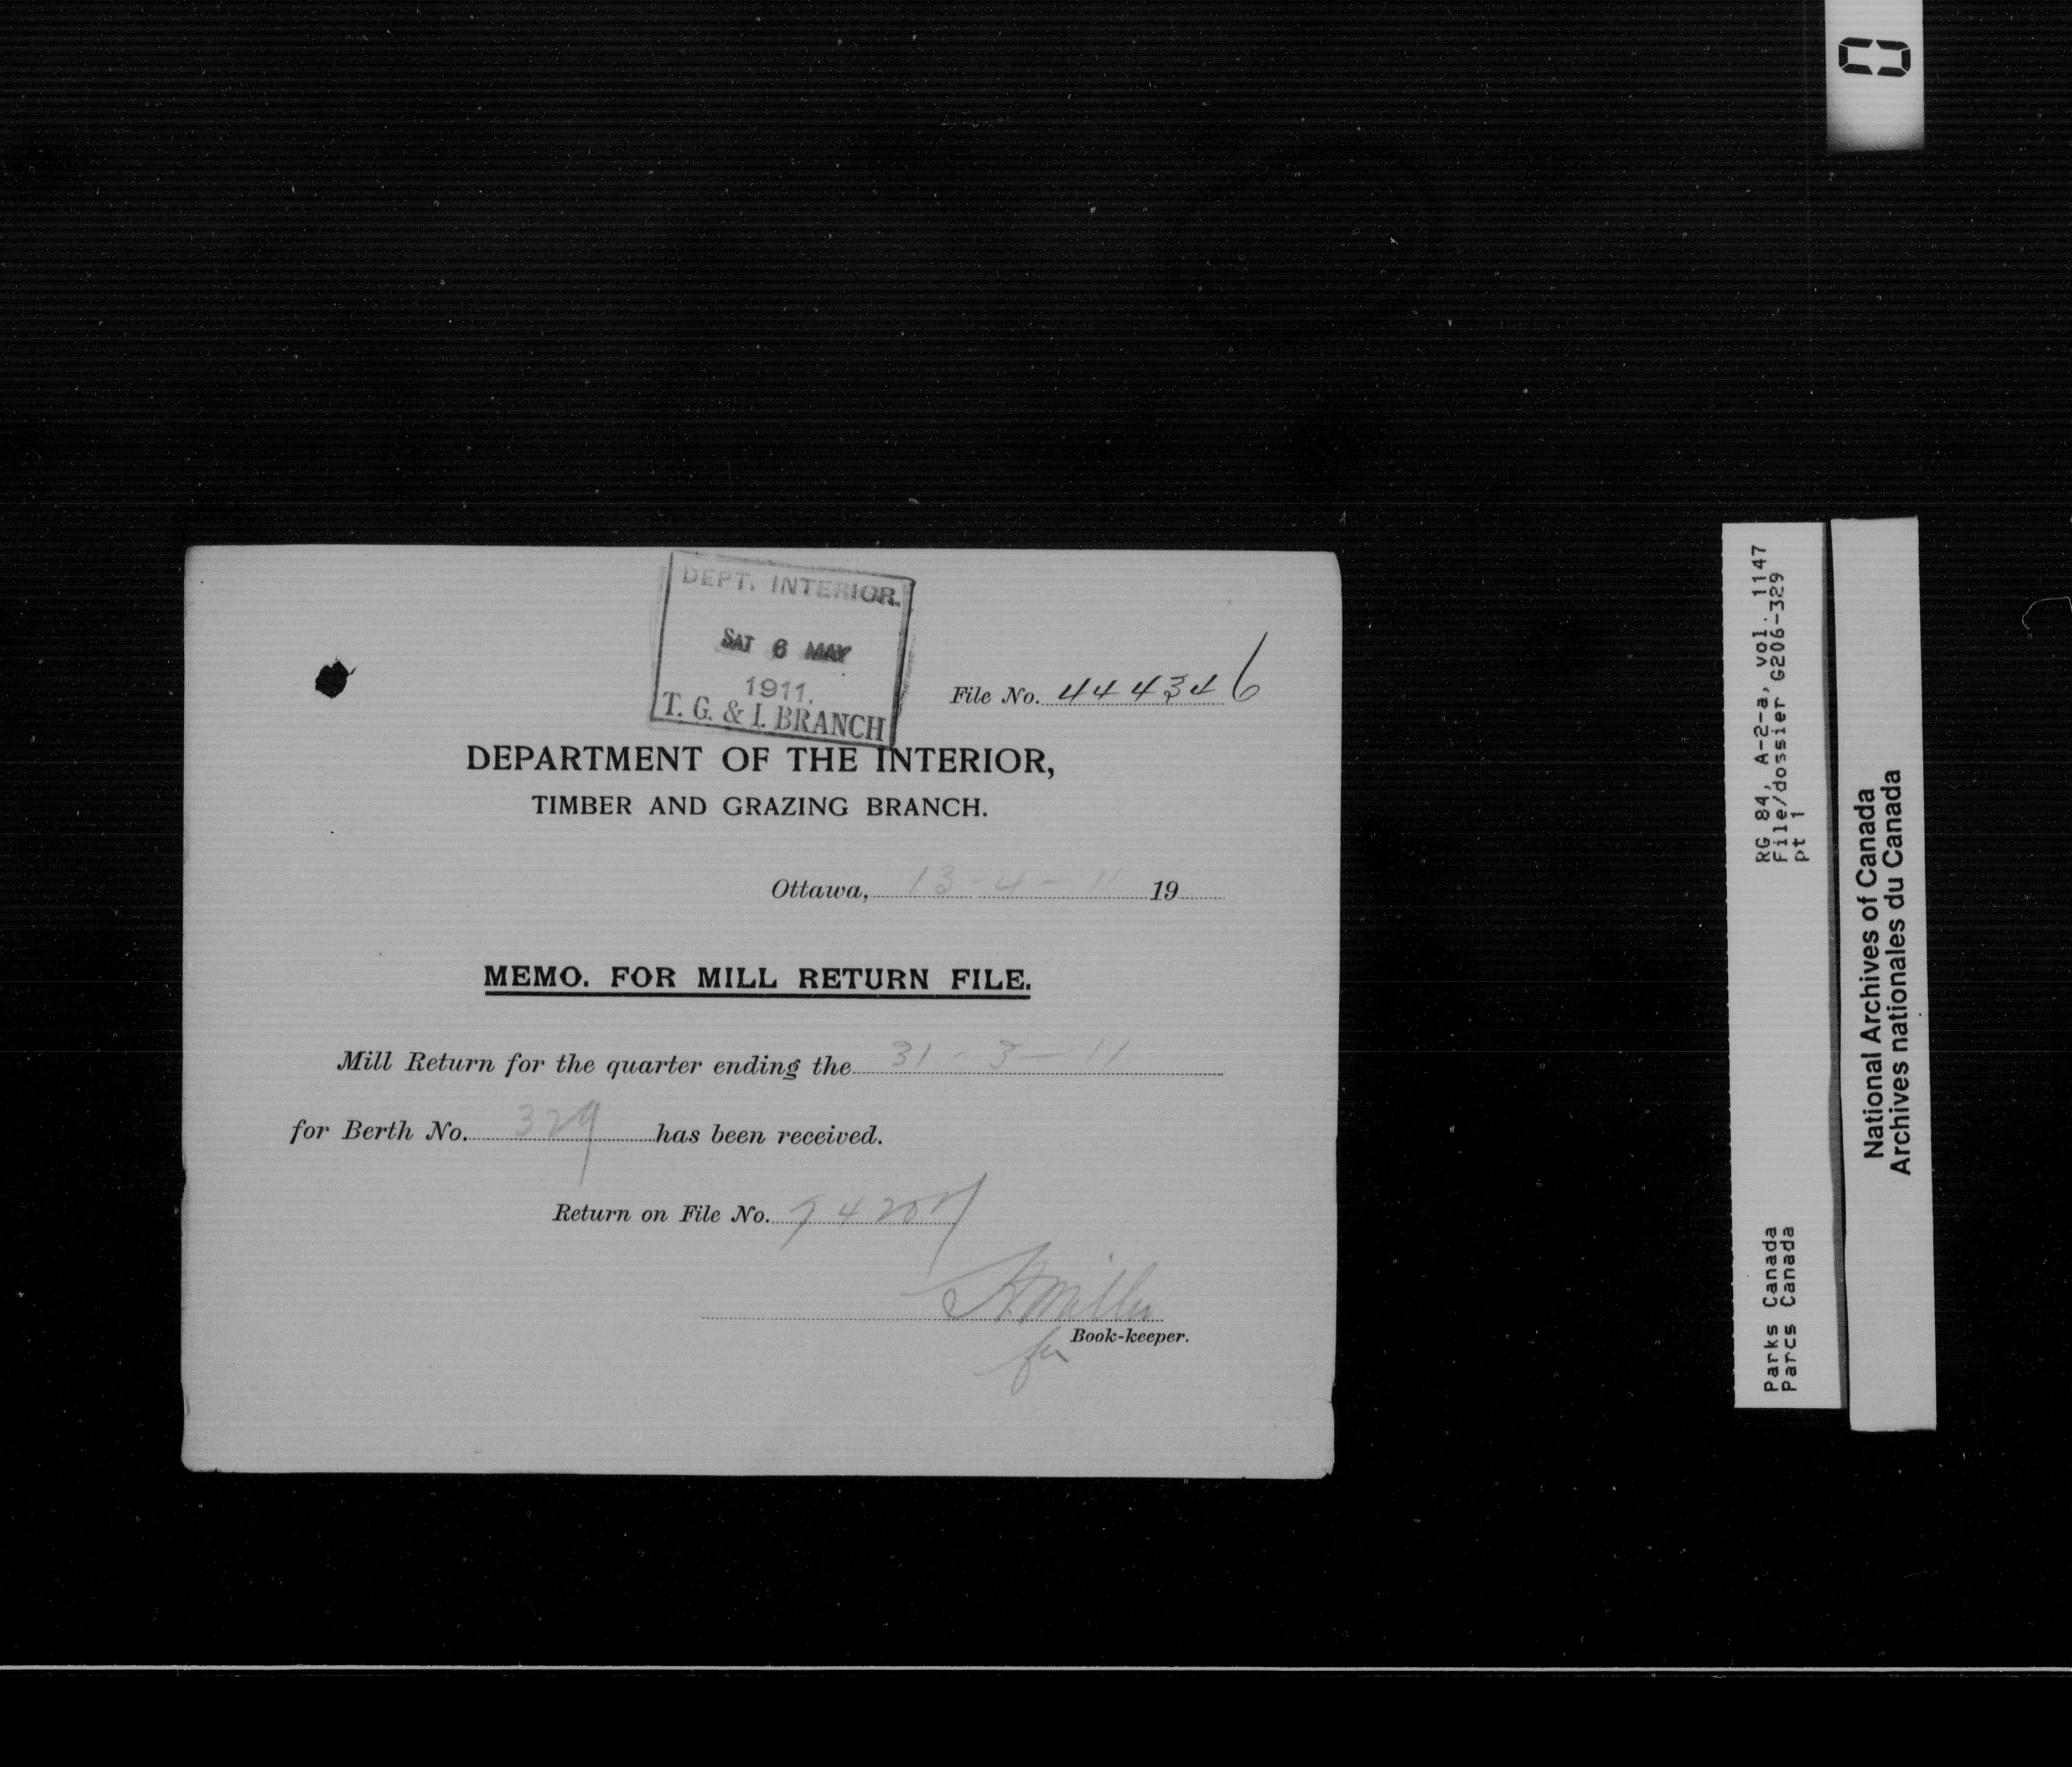 DEPT. INTERIOR.
SAT 6 MAY
1911.
T. G. & I. BRANCH
File No. 444346
DEPARTMENT OF THE INTERIOR,
TIMBER AND GRAZING BRANCH.
Ottawa, 13-4-11 19
MEMO. FOR MILL RETURN FILE.
Mill Return for the quarter ending the 31-3-11
for Berth No. 329 has been received.
Return on File No.
Miller
for Book-keeper.
RG 84, A-2-a, vol. 1147
File/dossier G206-329
pt 1
Parks Canada
Parcs Canada
National Archives of Canada
Archives nationales du Canada